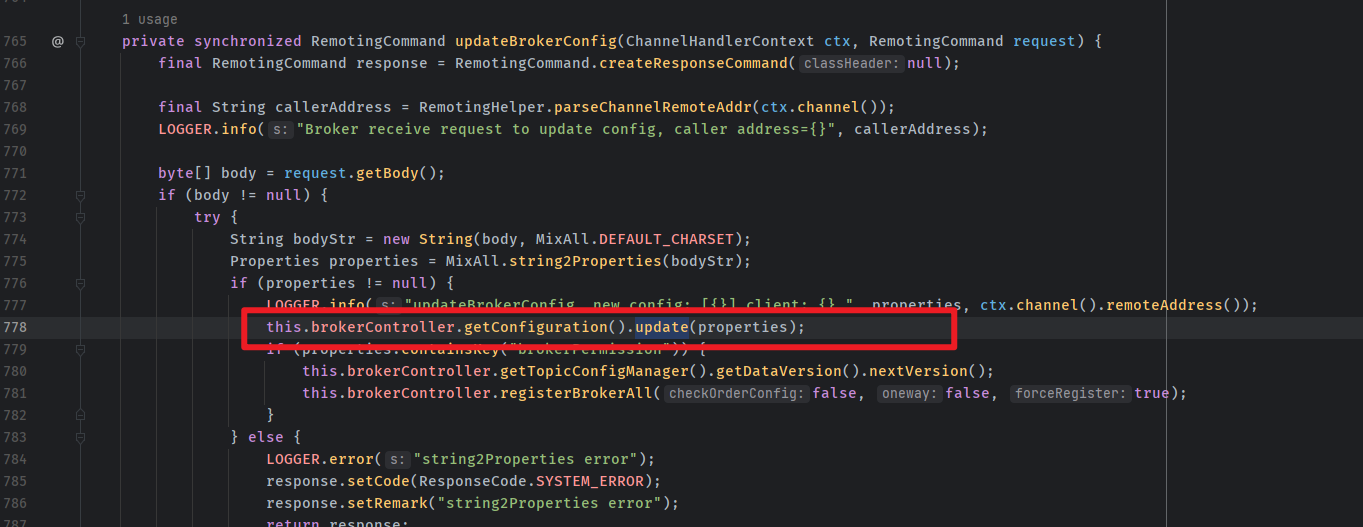 1 usage
765 @ private synchronized RemotingCommand updateBrokerConfig(ChannelHandlerContext ctx, RemotingCommand request) {
766 final RemotingCommand response = RemotingCommand.createResponseCommand( classHeader: null);
767
768 final String callerAddress = RemotingHelper.parseChannelRemoteAddr(ctx.channel());
769 LOGGER.info( s: "Broker receive request to update config, caller address={}", callerAddress);
770
771 byte[] body = request.getBody();
772 if (body != null) {
773 try {
774 String bodyStr = new String(body, MixAll.DEFAULT_CHARSET);
775 Properties properties = MixAll.string2Properties(bodyStr);
776 if (properties != null) {
777 LOGGER.info( s: "updateBrokerConfig, new config: [{}] client: {} ", properties, ctx.channel().remoteAddress());
778 this.brokerController.getConfiguration().update(properties);
779 if (properties.containsKey("brokerPermission")) {
780 this.brokerController.getTopicConfigManager().getDataVersion().nextVersion();
781 this.brokerController.registerBrokerAll( checkOrderConfig: false, oneway: false, forceRegister: true);
782 }
783 } else {
784 LOGGER.error( s: "string2Properties error");
785 response.setCode(ResponseCode.SYSTEM_ERROR);
786 response.setRemark("string2Properties error");
787 return response;